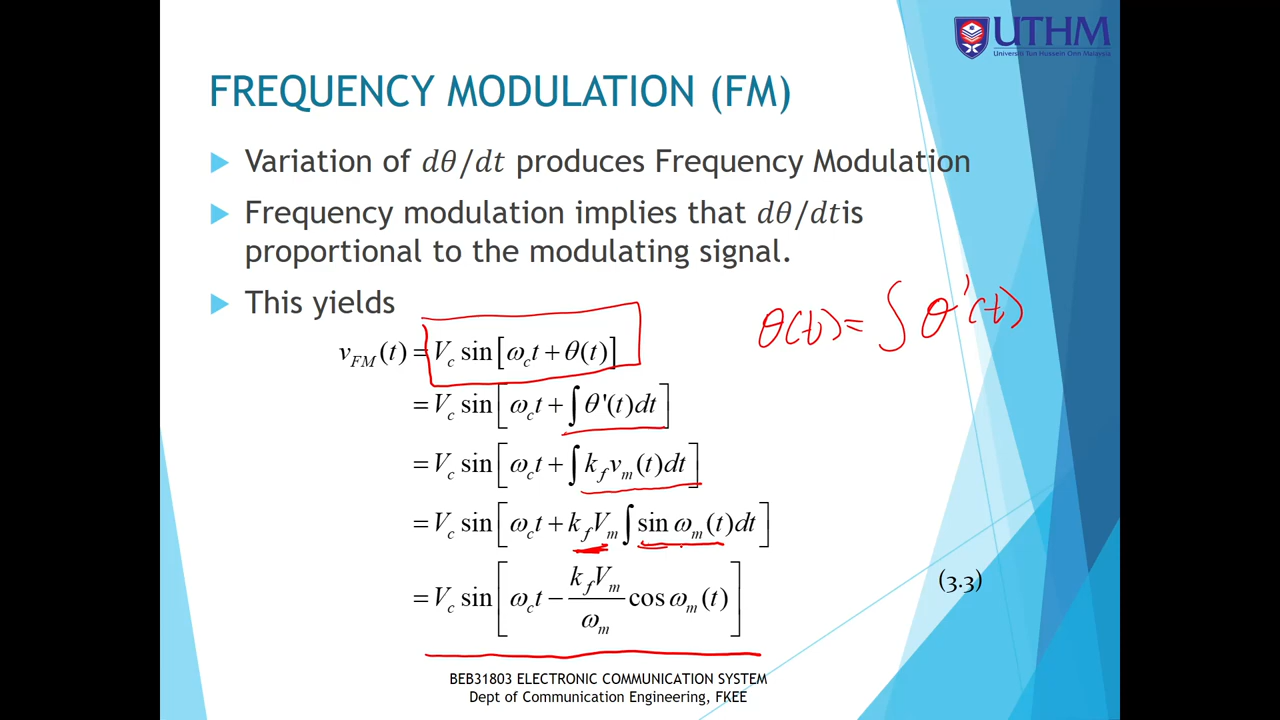 UTHM
Universiti Tun Hussein Onn Malaysia
FREQUENCY MODULATION (FM)
Variation of dθ/dt produces Frequency Modulation
Frequency modulation implies that dθ/dtis
proportional to the modulating signal.
This yields
θ(t) = ∫ θ'(t)
v_FM(t) = V_c sin[ω_c t + θ(t)]
= V_c sin[ω_c t + ∫ θ'(t)dt]
= V_c sin[ω_c t + ∫ k_f v_m (t)dt]
= V_c sin[ω_c t + k_f V_m ∫ sin ω_m (t)dt]
= V_c sin[ω_c t − \frac{k_f V_m}{ω_m} cos ω_m (t)]
(3.3)
BEB31803 ELECTRONIC COMMUNICATION SYSTEM
Dept of Communication Engineering, FKEE